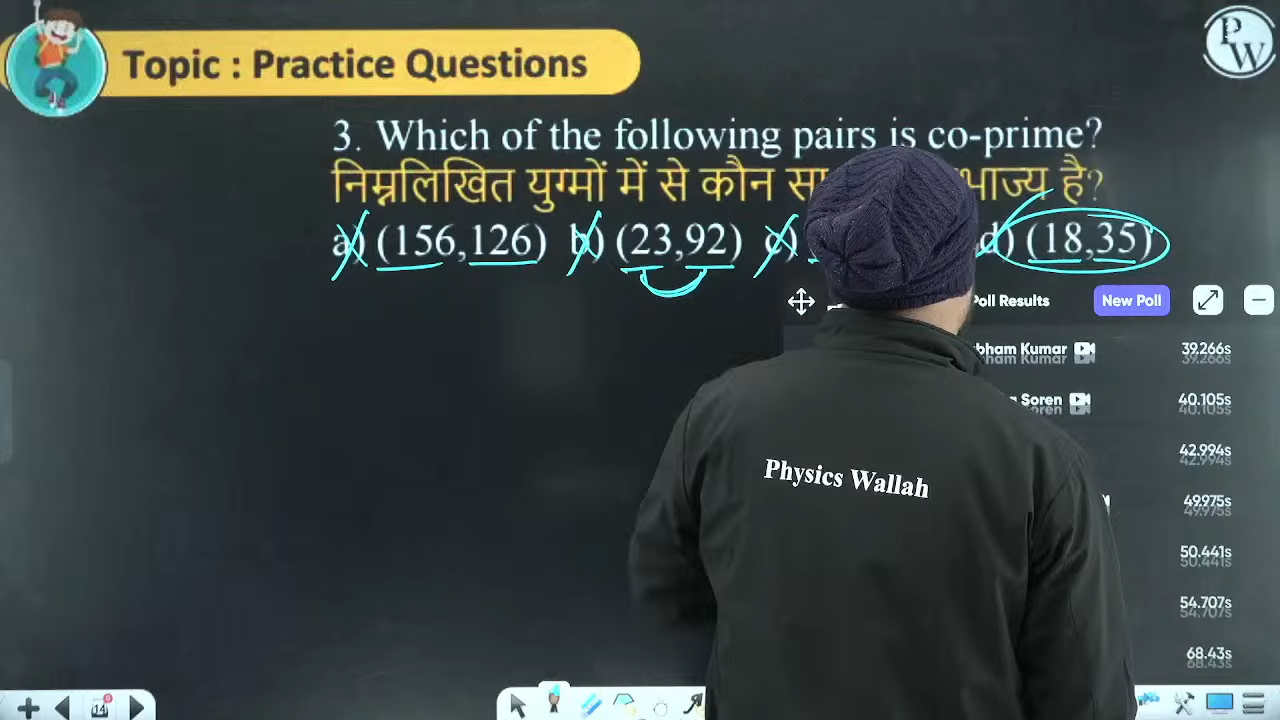 Topic : Practice Questions
PW
3. Which of the following pairs is co-prime?
निम्नलिखित युग्मों में से कौन है?
a) (156,126) b) (23,92) c) d) (18,35)
Poll Results New Poll
Kumar 39.266s
Soren 40.105s
42.994s
49.975s
50.441s
54.707s
68.43s
Physics Wallah